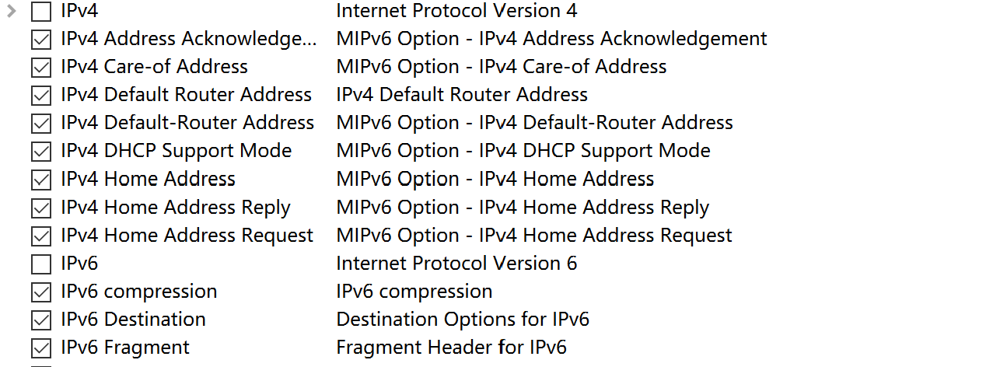 IPv4 Internet Protocol Version 4
IPv4 Address Acknowledge... MIPv6 Option - IPv4 Address Acknowledgement
IPv4 Care-of Address MIPv6 Option - IPv4 Care-of Address
IPv4 Default Router Address IPv4 Default Router Address
IPv4 Default-Router Address MIPv6 Option - IPv4 Default-Router Address
IPv4 DHCP Support Mode MIPv6 Option - IPv4 DHCP Support Mode
IPv4 Home Address MIPv6 Option - IPv4 Home Address
IPv4 Home Address Reply MIPv6 Option - IPv4 Home Address Reply
IPv4 Home Address Request MIPv6 Option - IPv4 Home Address Request
IPv6 Internet Protocol Version 6
IPv6 compression IPv6 compression
IPv6 Destination Destination Options for IPv6
IPv6 Fragment Fragment Header for IPv6